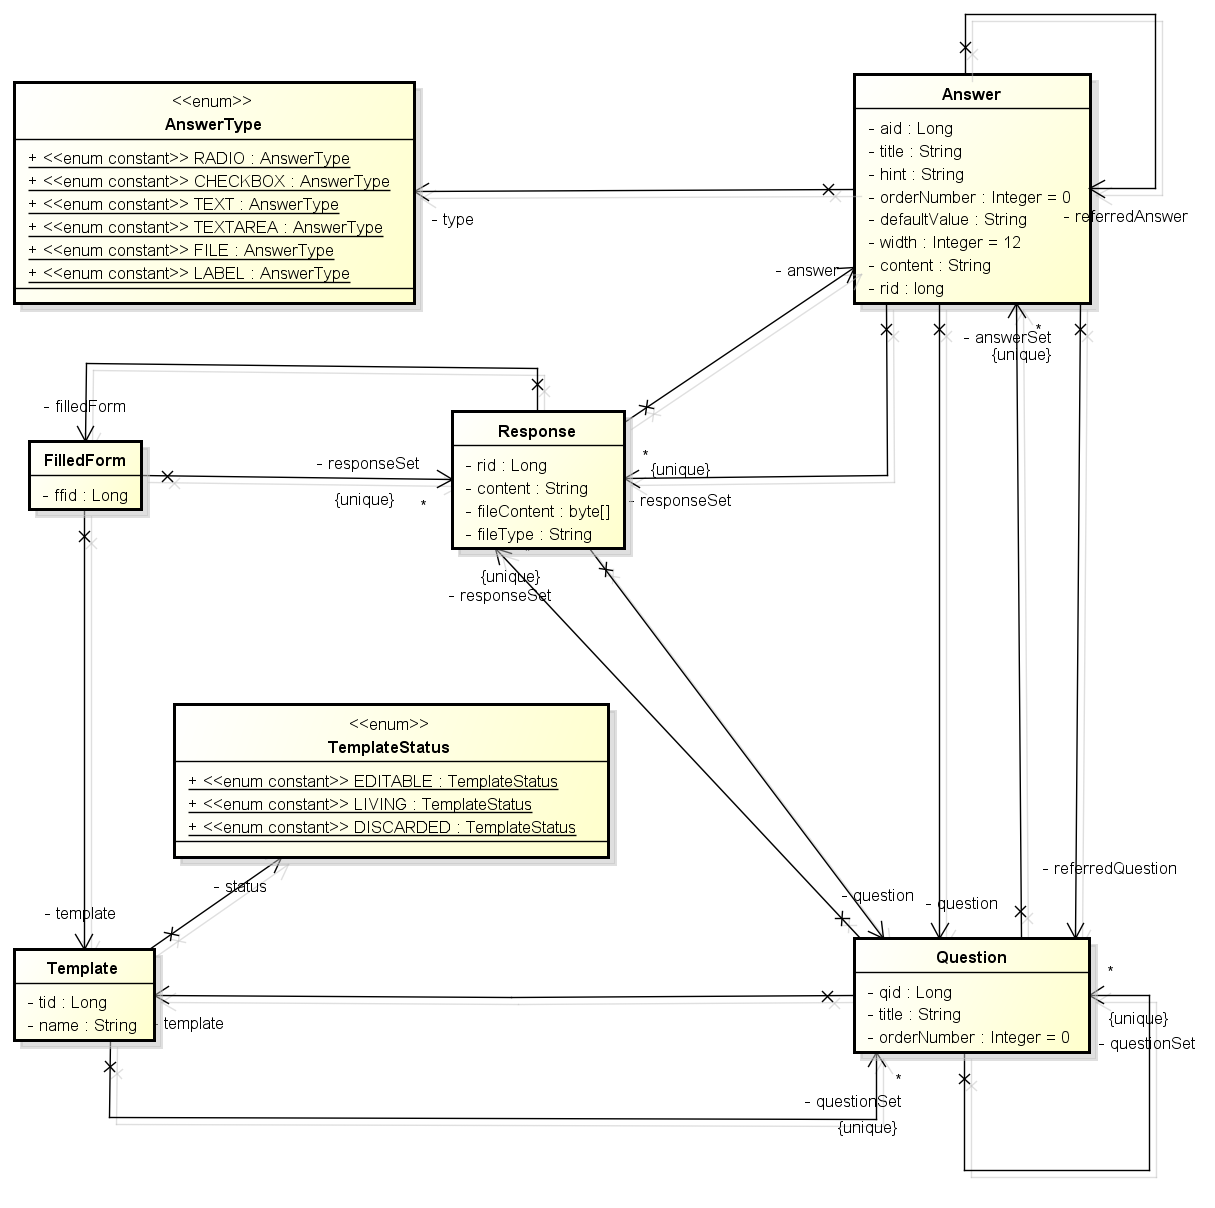 <<enum>>
AnswerType
+ <<enum constant>> RADIO : AnswerType
+ <<enum constant>> CHECKBOX : AnswerType
+ <<enum constant>> TEXT : AnswerType
+ <<enum constant>> TEXTAREA : AnswerType
+ <<enum constant>> FILE : AnswerType
+ <<enum constant>> LABEL : AnswerType
- type
Answer
- aid : Long
- title : String
- hint : String
- orderNumber : Integer = 0
- defaultValue : String
- width : Integer = 12
- content : String
- rid : long
- referredAnswer
- answer
- answerSet
*
{unique}
- filledForm
FilledForm
- ffid : Long
- responseSet
{unique}
*
Response
- rid : Long
- content : String
- fileContent : byte[]
- fileType : String
*
{unique}
- responseSet
{unique}
- responseSet
<<enum>>
TemplateStatus
+ <<enum constant>> EDITABLE : TemplateStatus
+ <<enum constant>> LIVING : TemplateStatus
+ <<enum constant>> DISCARDED : TemplateStatus
- status
- template
- question
- question
- referredQuestion
Template
- tid : Long
- name : String
- template
Question
- qid : Long
- title : String
- orderNumber : Integer = 0
*
{unique}
- questionSet
*
- questionSet
{unique}